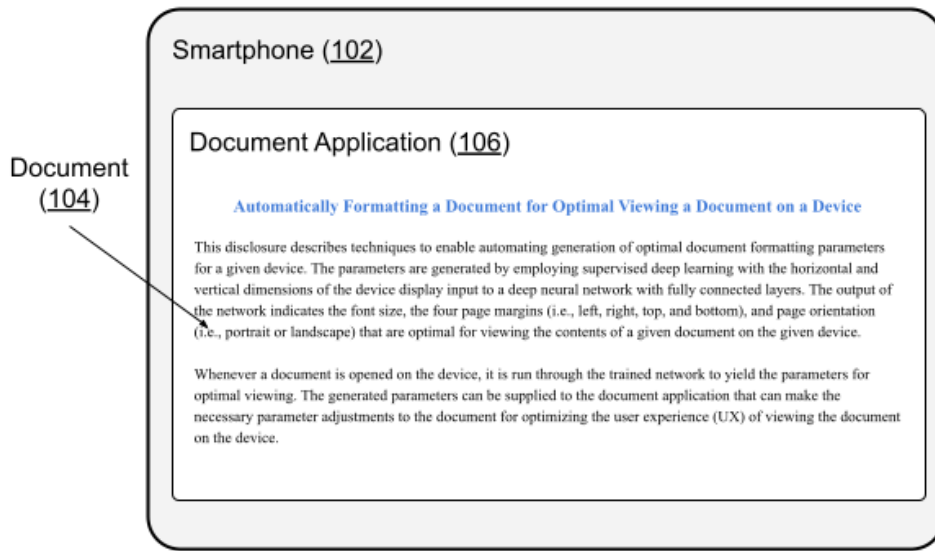 Smartphone (102)
Document Application (106)
Document
(104)
Automatically Formatting a Document for Optimal Viewing a Document on a Device
This disclosure describes techniques to enable automating generation of optimal document formatting parameters
for a given device. The parameters are generated by employing supervised deep learning with the horizontal and
vertical dimensions of the device display input to a deep neural network with fully connected layers. The output of
the network indicates the font size, the four page margins (i.e., left, right, top, and bottom), and page orientation
(i.e., portrait or landscape) that are optimal for viewing the contents of a given document on the given device.
Whenever a document is opened on the device, it is run through the trained network to yield the parameters for
optimal viewing. The generated parameters can be supplied to the document application that can make the
necessary parameter adjustments to the document for optimizing the user experience (UX) of viewing the document
on the device.